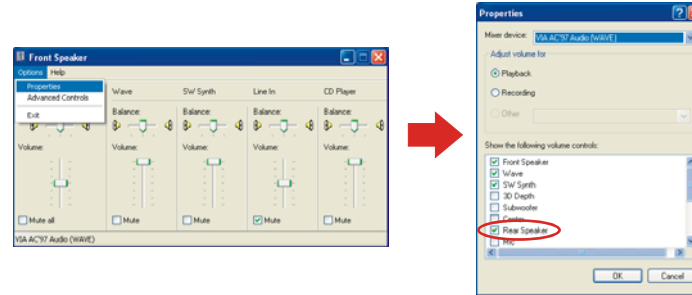 Front Speaker
Options Help
Properties
Advanced Controls
Exit
Wave SW Synth Line In CD Player
Balance: Balance: Balance: Balance:
Volume: Volume: Volume: Volume: Volume:
Mute all Mute Mute Mute Mute
VIA AC'97 Audio (WAVE)
Properties
Mixer device: VIA AC'97 Audio (WAVE)
Adjust volume for
Playback
Recording
Other
Show the following volume controls:
Front Speaker
Wave
SW Synth
3D Depth
Subwoofer
Center
Rear Speaker
Mic
OK Cancel